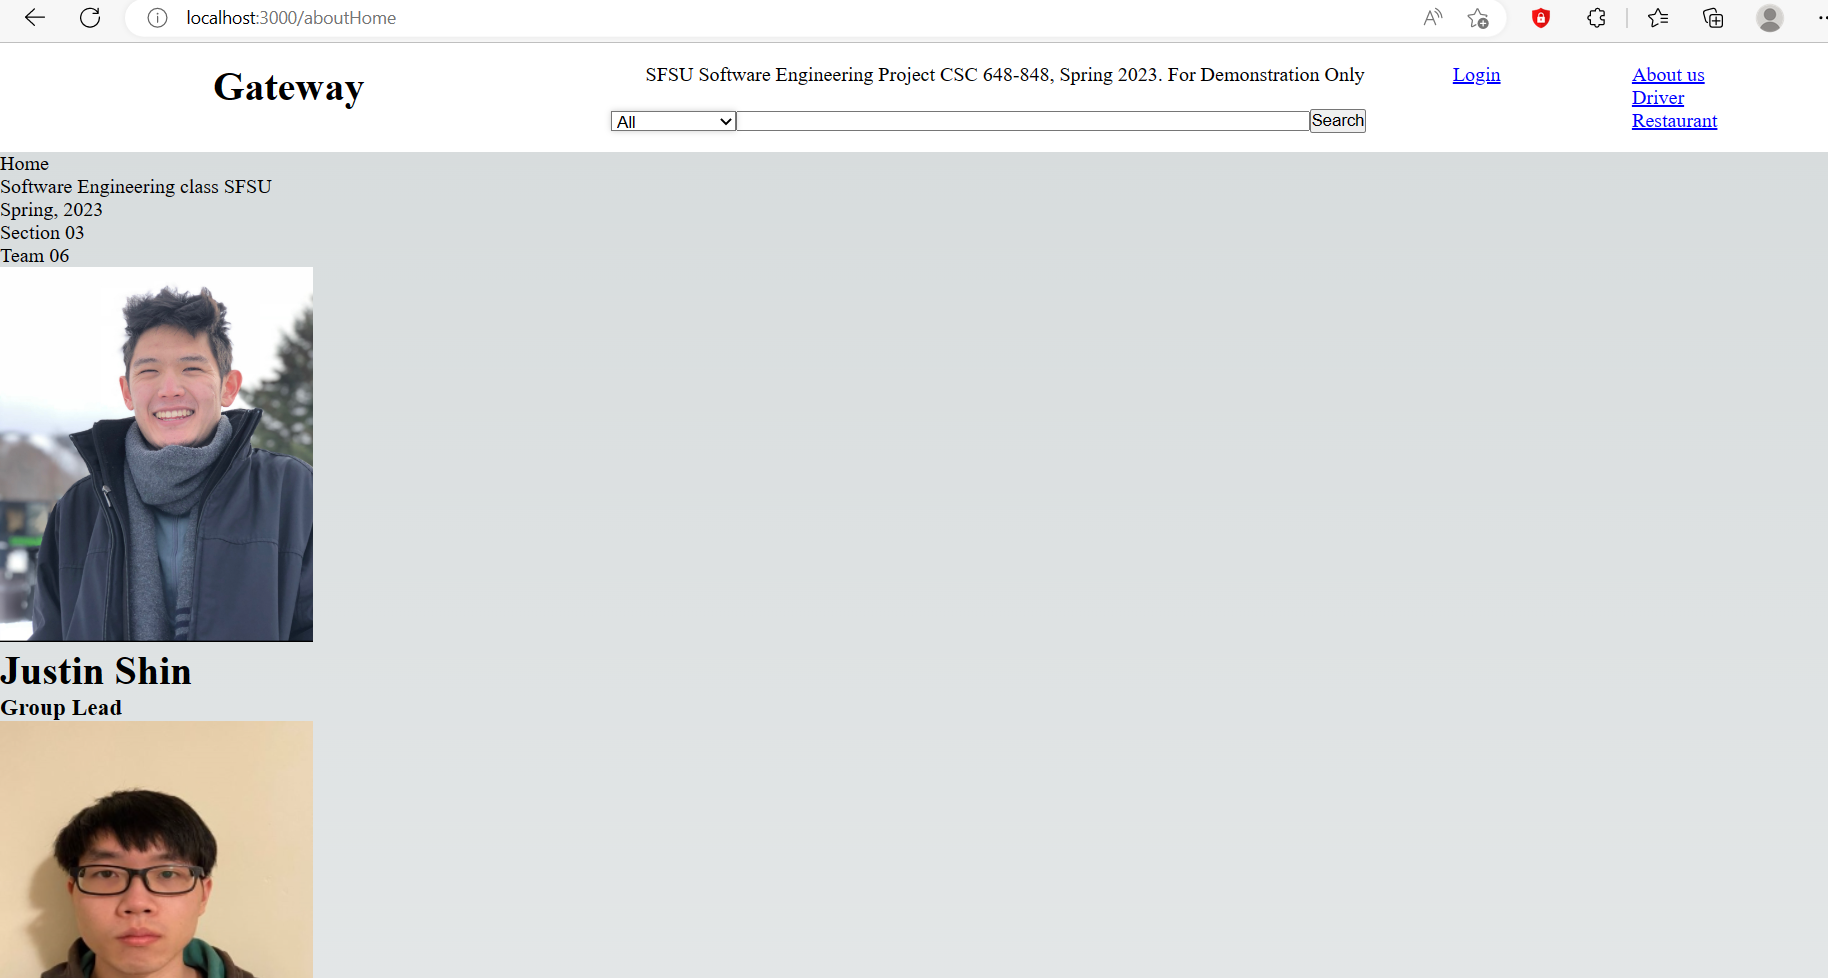 localhost:3000/aboutHome
Gateway
SFSU Software Engineering Project CSC 648-848, Spring 2023. For Demonstration Only
All
Search
Login
About us
Driver
Restaurant
Home
Software Engineering class SFSU
Spring, 2023
Section 03
Team 06
Justin Shin
Group Lead